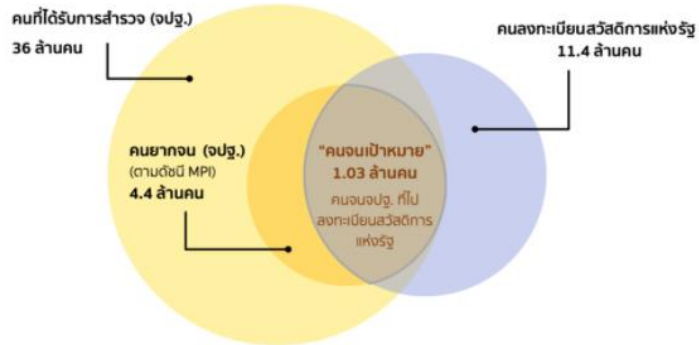 คนที่ได้รับการสำรวจ (จปฐ.)
36 ล้านคน
คนลงทะเบียนสวัสดิการแห่งรัฐ
11.4 ล้านคน
คนยากจน (จปฐ.)
(ตามดัชนี MPI)
4.4 ล้านคน
"คนจนเป้าหมาย"
1.03 ล้านคน
คนจนจปฐ. ที่ไป
ลงทะเบียนสวัสดิการ
แห่งรัฐ